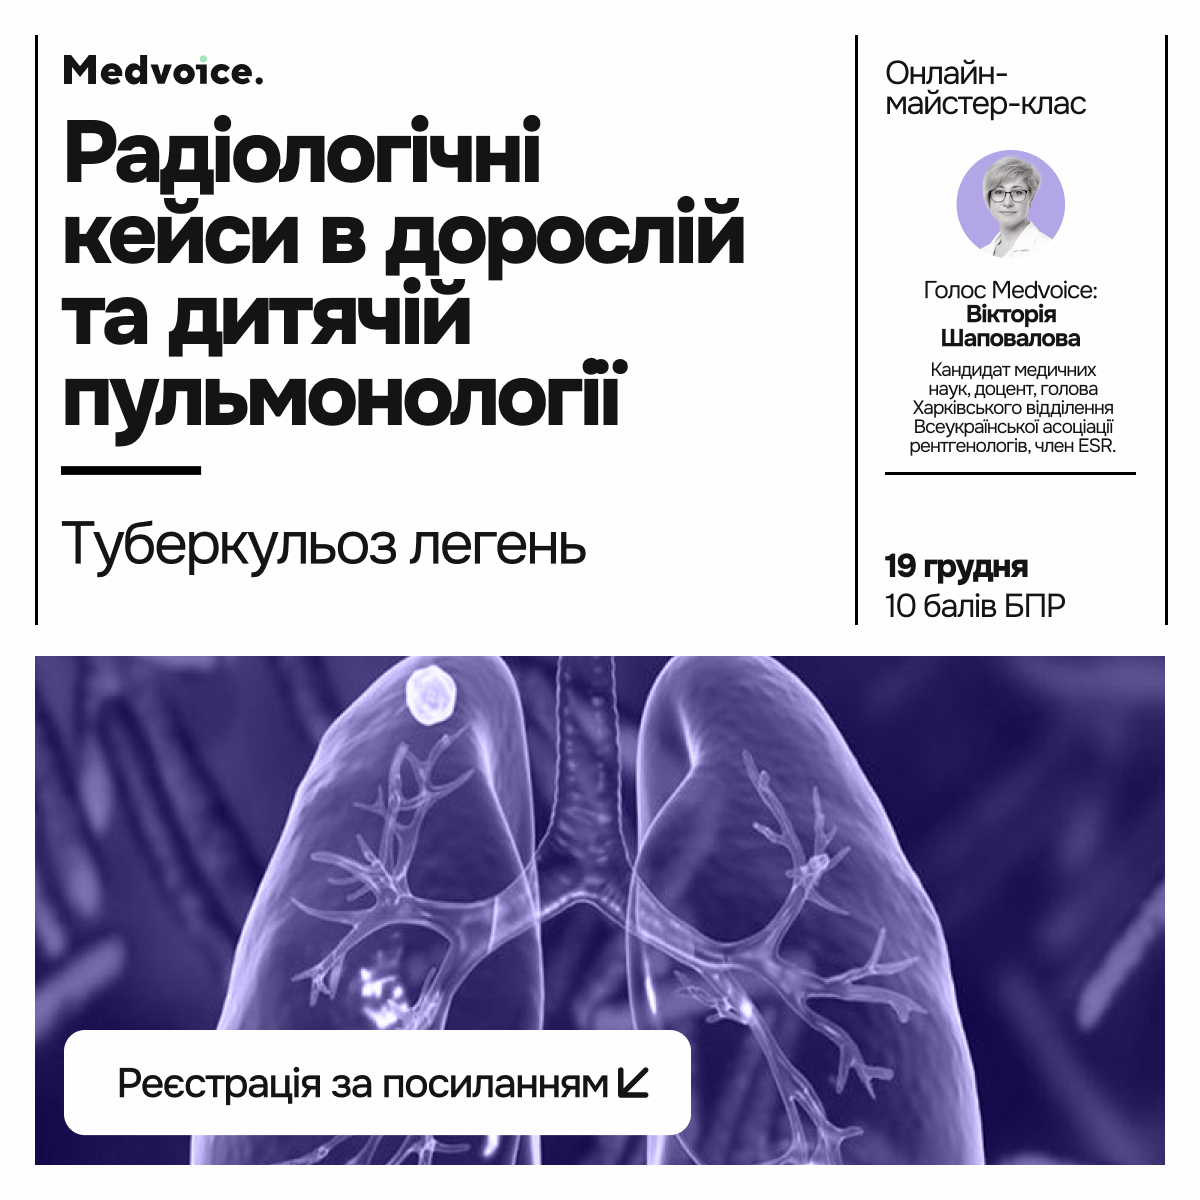 Medvoice.
Радіологічні
кейси в дорослій
та дитячій
пульмонології
Туберкульоз легень
Онлайн-
майстер-клас
Голос Medvoice:
Вікторія
Шаповалова
Кандидат медичних
наук, доцент, голова
Харківського відділення
Всеукраїнської асоціації
рентгенологів, член ESR.
19 грудня
10 балів БПР
Реєстрація за посиланням